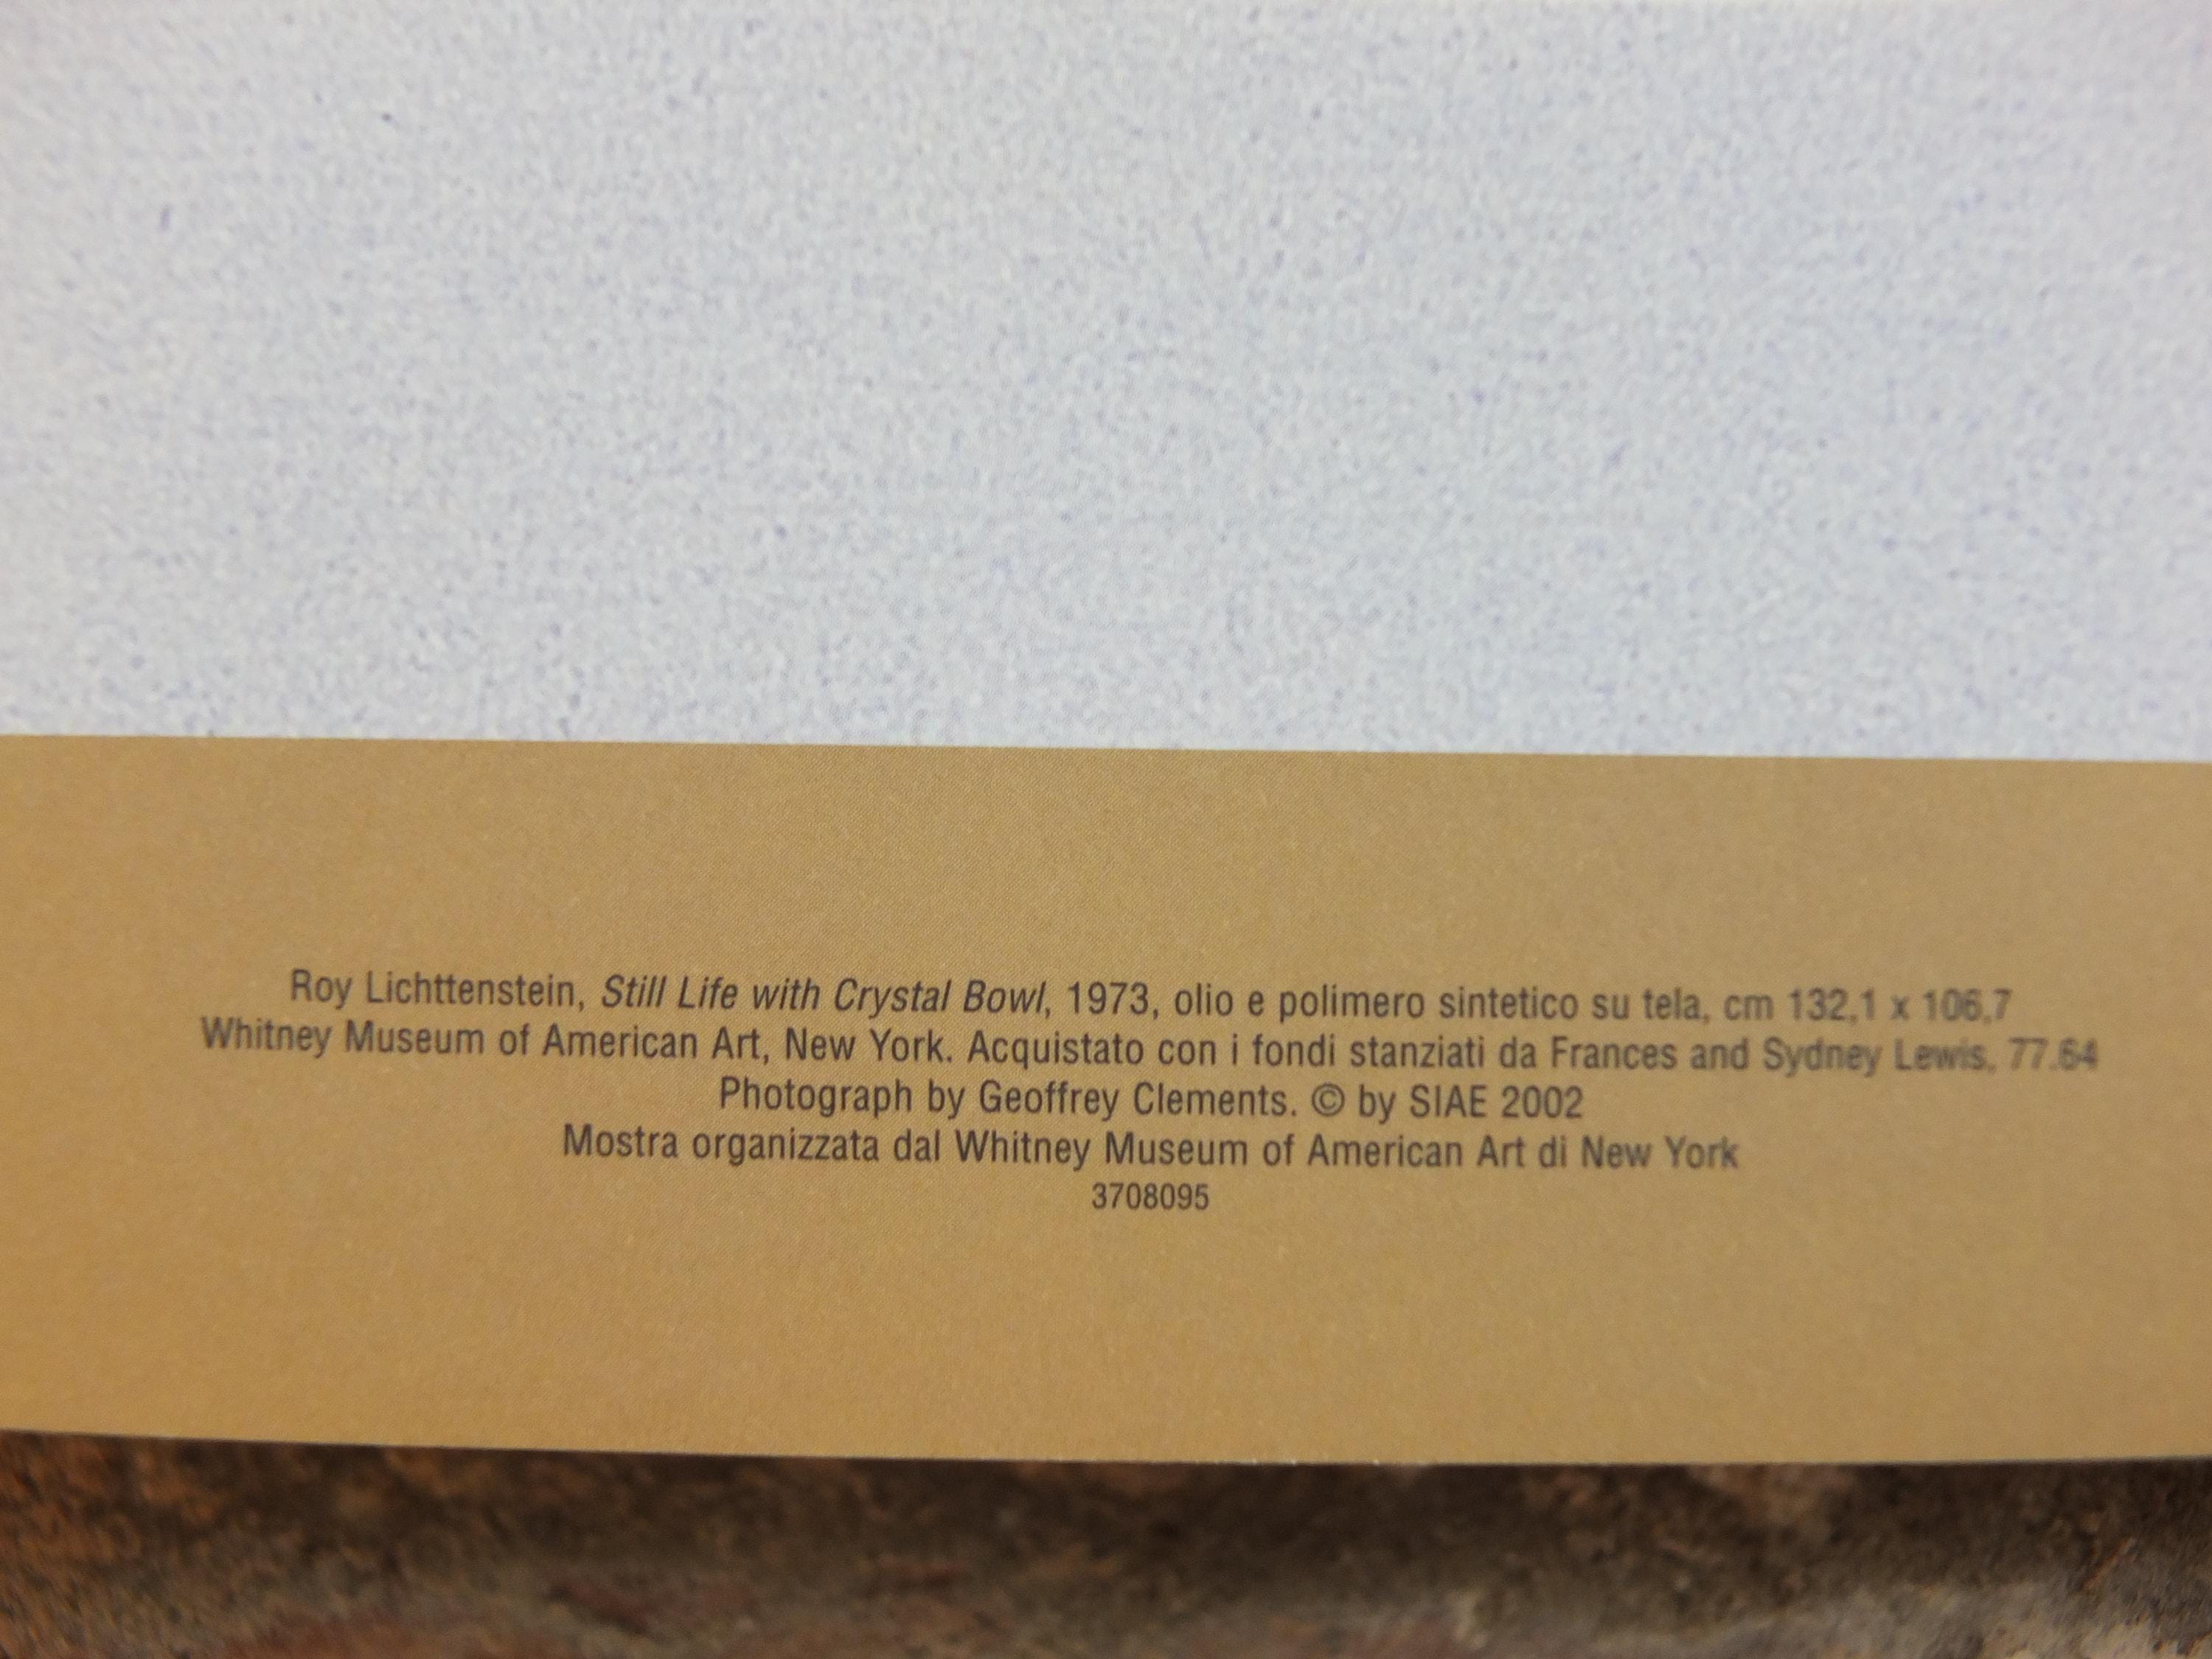 Roy Lichttenstein, Still Life with Crystal Bowl, 1973, olio e polimero sintetico su tela, cm 132,1 x 106,7
Whitney Museum of American Art, New York. Acquistato con i fondi stanziati da Frances and Sydney Lewis, 77.64
Photograph by Geoffrey Clements. © by SIAE 2002
Mostra organizzata dal Whitney Museum of American Art di New York
3708095